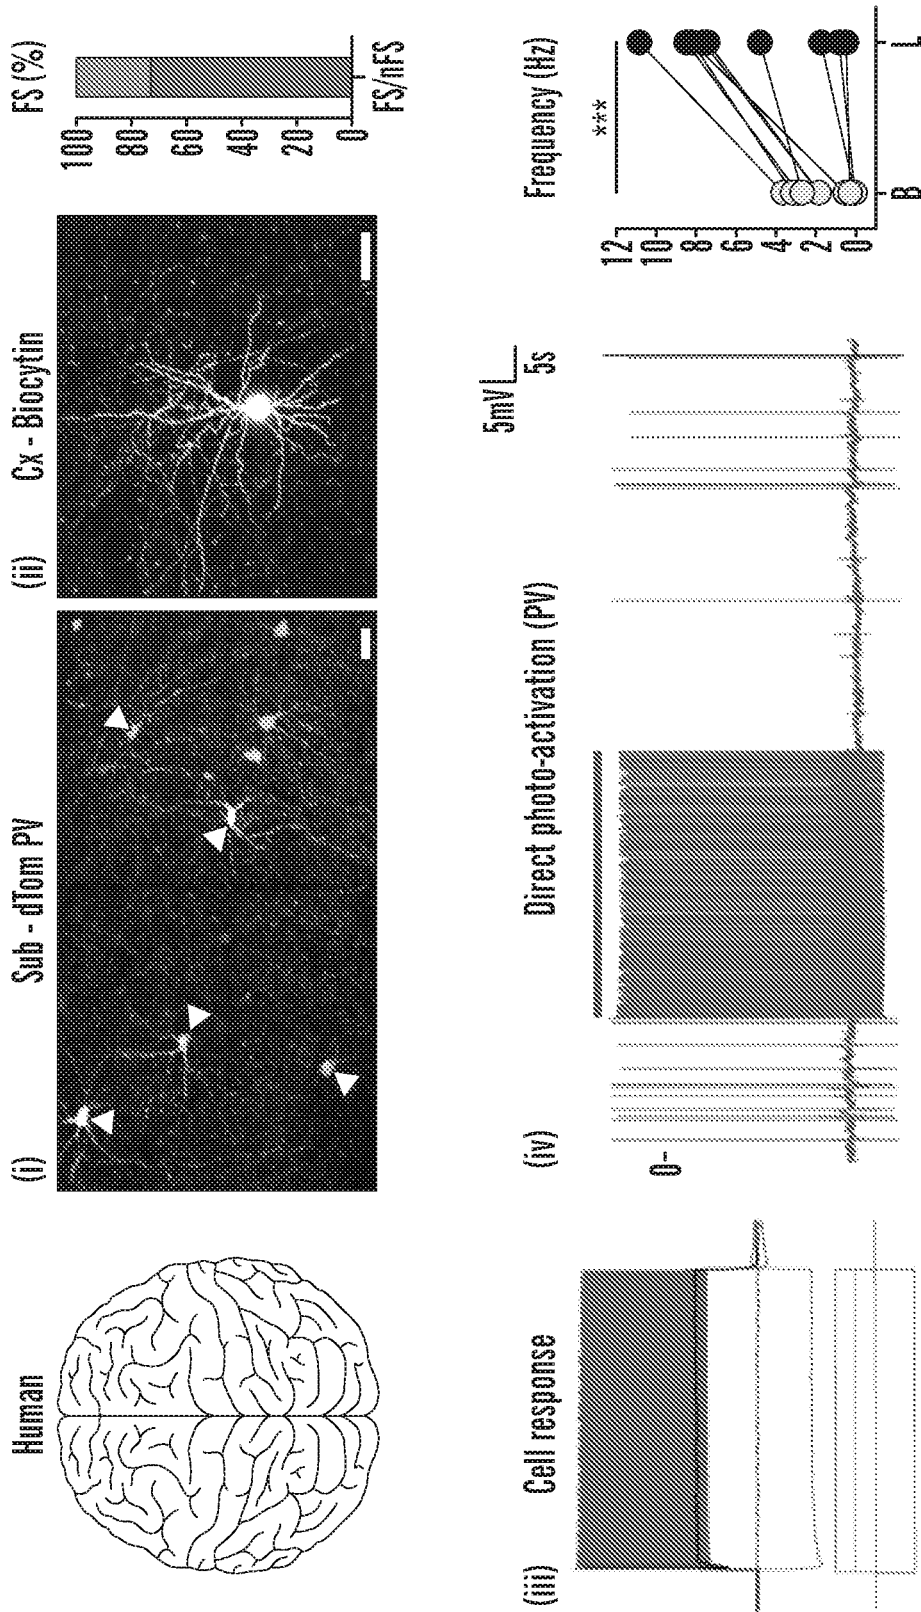 Human
(i)
Sub - dTom PV
(ii)
Cx - Biocytin
FS (%)
100
80
60
40
20
0
FS/nFS
(iii)
Cell response
(iv)
Direct photo-activation (PV)
0-
5mV
5s
Frequency (Hz)
***
12
10
8
6
4
2
0
B
L